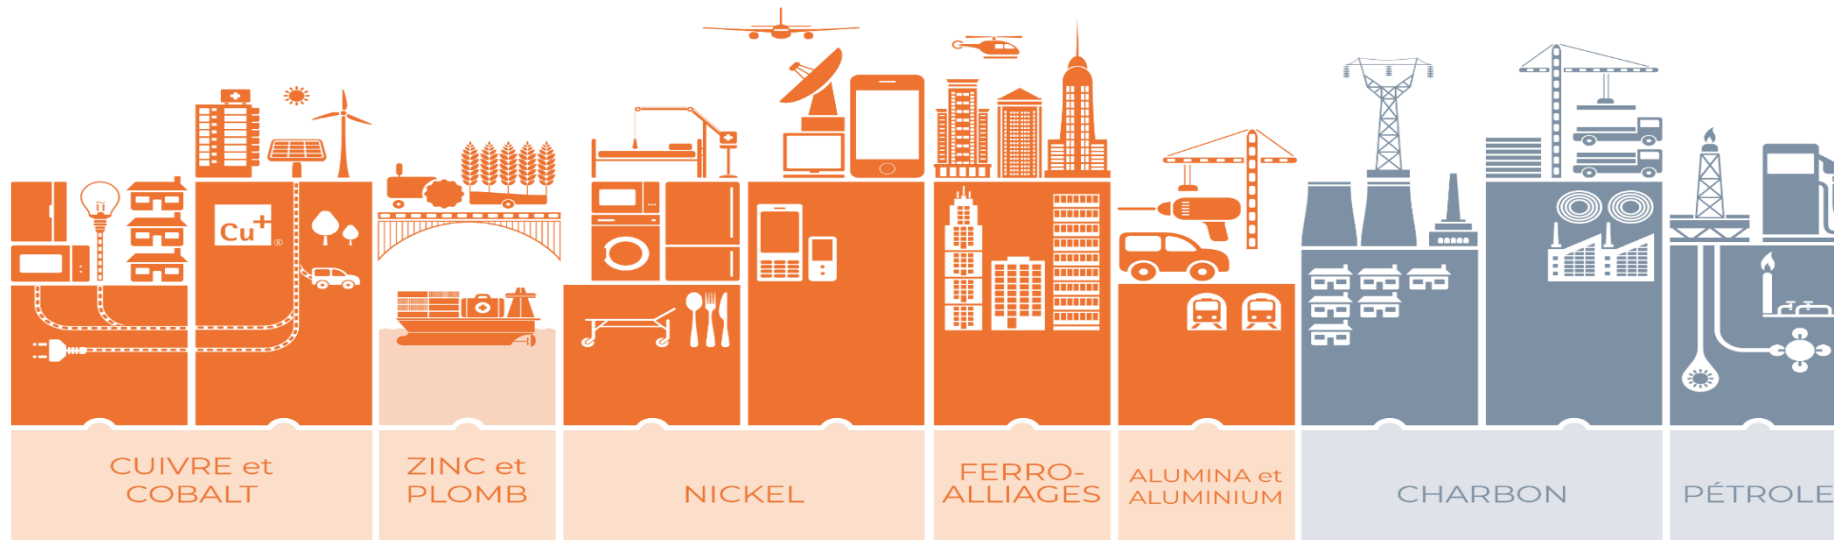 Cu+
®
CUIVRE et
COBALT
ZINC et
PLOMB
NICKEL
FERRO-
ALLIAGES
ALUMINA et
ALUMINIUM
CHARBON
PÉTROLE